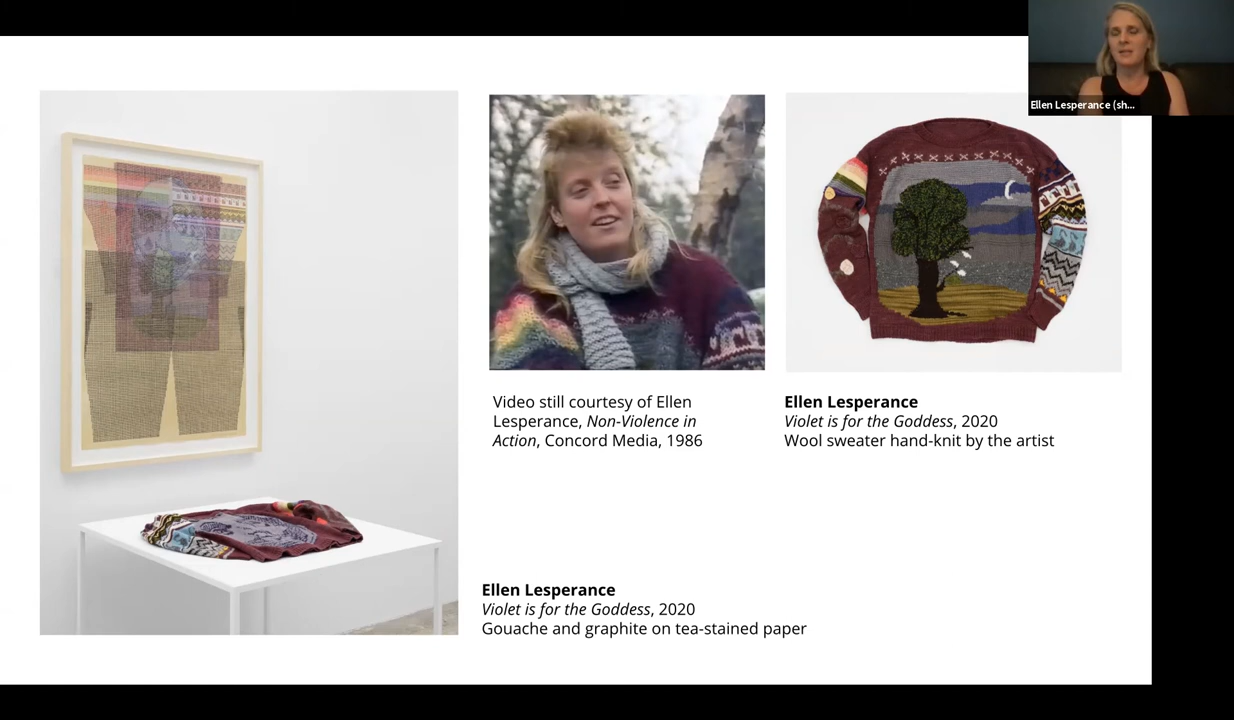 Ellen Lesperance (sh...
Video still courtesy of Ellen
Lesperance, Non-Violence in
Action, Concord Media, 1986
Ellen Lesperance
Violet is for the Goddess, 2020
Wool sweater hand-knit by the artist
Ellen Lesperance
Violet is for the Goddess, 2020
Gouache and graphite on tea-stained paper